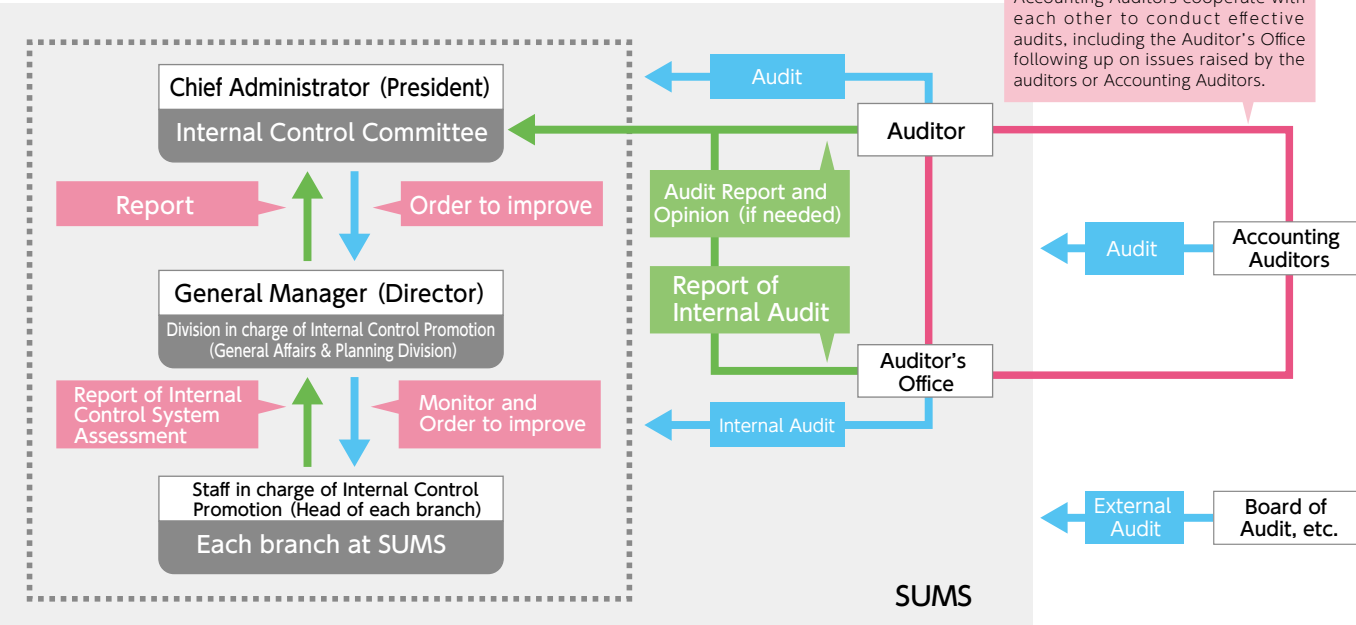 Accounting Auditors cooperate with
each other to conduct effective
audits, including the Auditor's Office
following up on issues raised by the
auditors or Accounting Auditors.
Chief Administrator (President)
Internal Control Committee
Audit
Auditor
Report
Order to improve
Audit Report and
Opinion (if needed)
Audit
Accounting
Auditors
General Manager (Director)
Division in charge of Internal Control Promotion
(General Affairs & Planning Division)
Report of
Internal Audit
Auditor's
Office
Report of Internal
Control System
Assessment
Monitor and
Order to improve
Internal Audit
Staff in charge of Internal Control
Promotion (Head of each branch)
Each branch at SUMS
External
Audit
Board of
Audit, etc.
SUMS